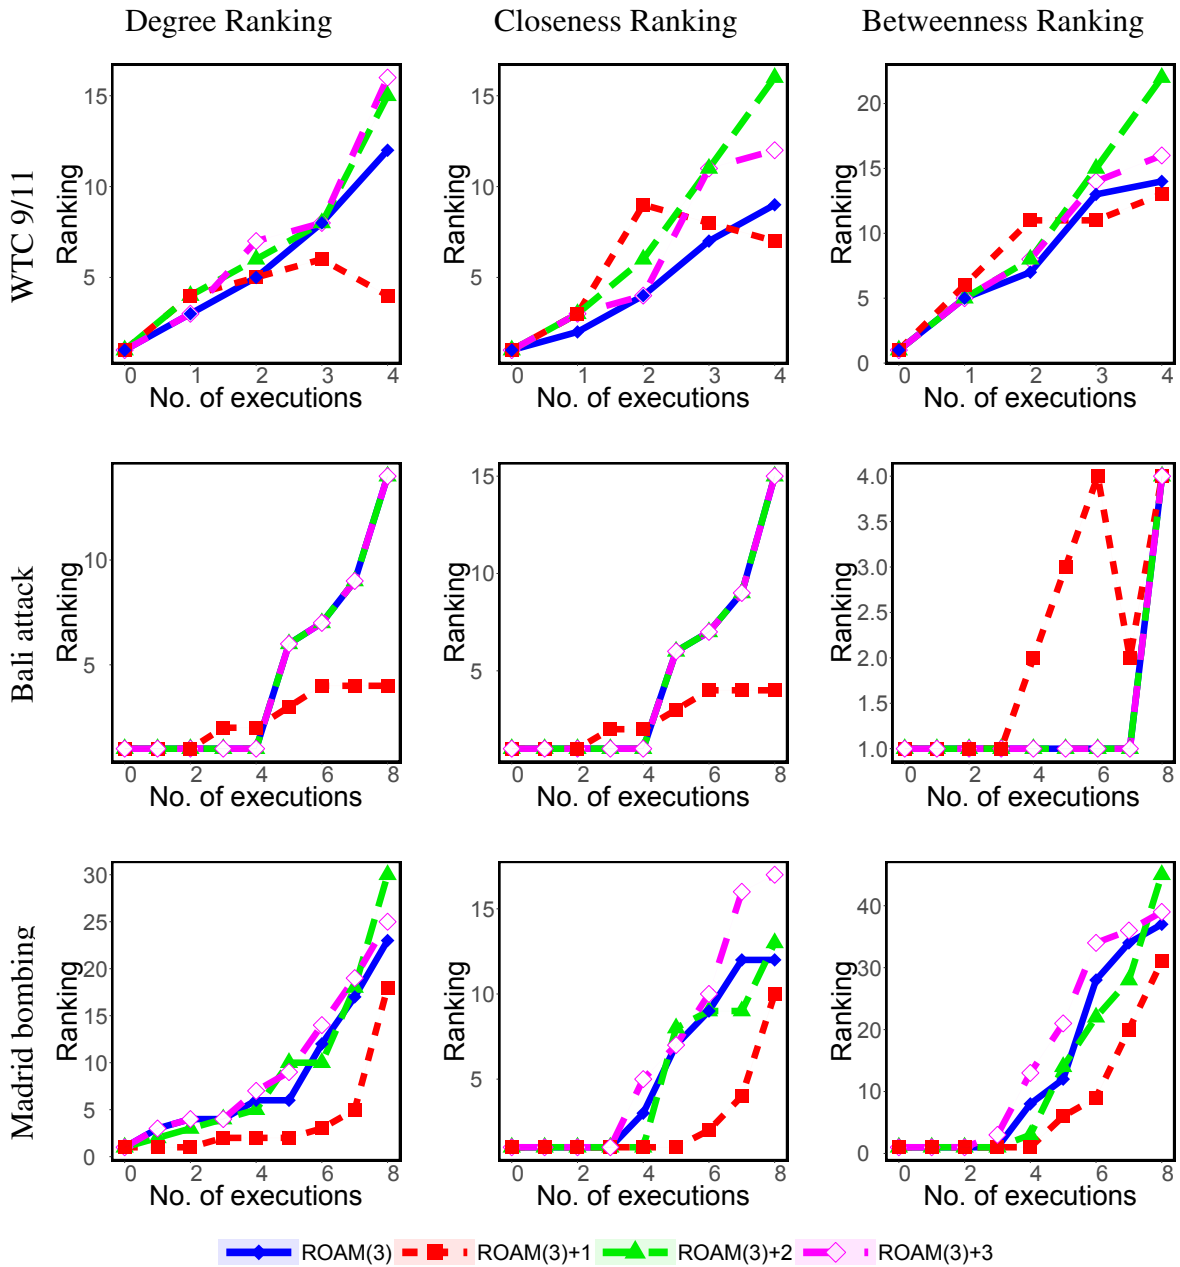 Degree Ranking
Closeness Ranking
Betweenness Ranking
WTC 9/11
Ranking
15
10
5
0
1
2
3
4
No. of executions
Ranking
15
10
5
0
1
2
3
4
No. of executions
Ranking
20
15
10
5
0
0
1
2
3
4
No. of executions
Bali attack
Ranking
10
5
0
2
4
6
8
No. of executions
Ranking
15
10
5
0
2
4
6
8
No. of executions
Ranking
4.0
3.5
3.0
2.5
2.0
1.5
1.0
0
2
4
6
8
No. of executions
Madrid bombing
Ranking
30
25
20
15
10
5
0
0
2
4
6
8
No. of executions
Ranking
15
10
5
0
2
4
6
8
No. of executions
Ranking
40
30
20
10
0
0
2
4
6
8
No. of executions
ROAM(3)
ROAM(3)+1
ROAM(3)+2
ROAM(3)+3